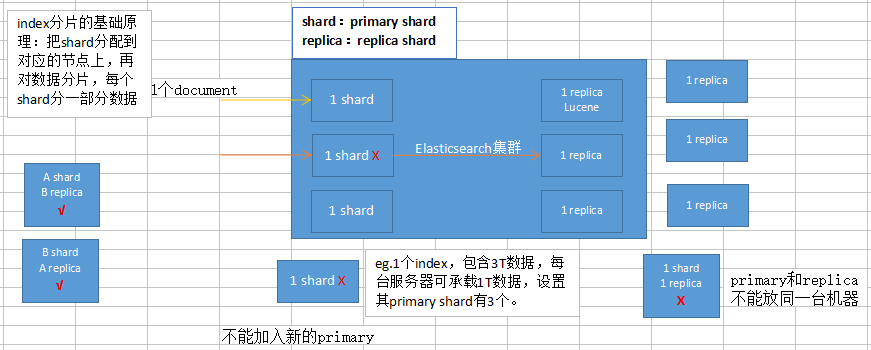 index分片的基础原
理：把shard分配到
对应的节点上，再
对数据分片，每个
shard分一部分数据
shard：primary shard
replica：replica shard
1个document
1 shard
1 replica
Lucene
1 replica
1 shard X
Elasticsearch集群
1 replica
1 replica
1 shard
1 replica
1 replica
A shard
B replica
√
B shard
A replica
√
1 shard X
eg.1个index，包含3T数据，每
台服务器可承载1T数据，设置
其primary shard有3个。
1 shard
1 replica
X
primary和replica
不能放同一台机器
不能加入新的primary